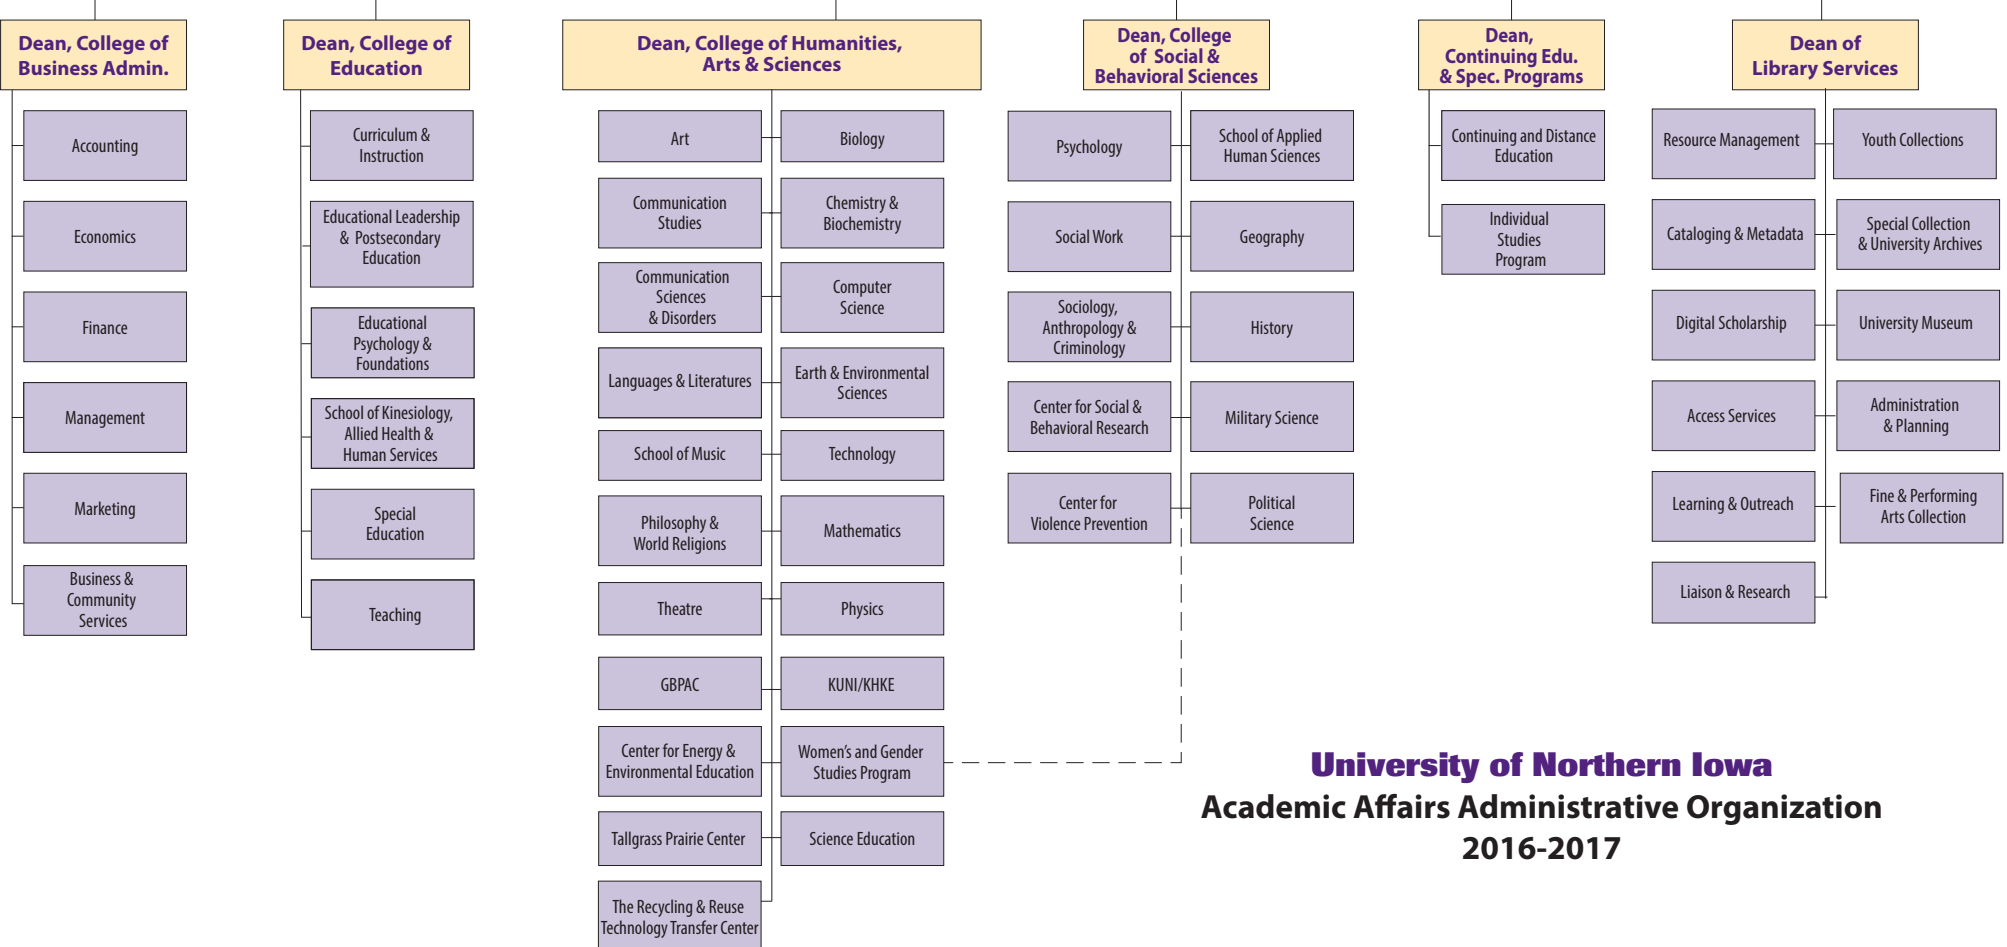 Dean, College of
Business Admin.
Accounting
Economics
Finance
Management
Marketing
Business &
Community
Services
Dean, College of
Education
Curriculum &
Instruction
Educational Leadership
& Postsecondary
Education
Educational
Psychology &
Foundations
School of Kinesiology,
Allied Health &
Human Services
Special
Education
Teaching
Dean, College of Humanities,
Arts & Sciences
Art
Biology
Communication
Studies
Chemistry &
Biochemistry
Communication
Sciences
& Disorders
Computer
Science
Languages & Literatures
Earth & Environmental
Sciences
School of Music
Technology
Philosophy &
World Religions
Mathematics
Theatre
Physics
GBPAC
KUNI/KHKE
Center for Energy &
Environmental Education
Women's and Gender
Studies Program
Tallgrass Prairie Center
Science Education
The Recycling & Reuse
Technology Transfer Center
Dean, College
of Social &
Behavioral Sciences
Psychology
School of Applied
Human Sciences
Social Work
Geography
Sociology,
Anthropology &
Criminology
History
Center for Social &
Behavioral Research
Military Science
Center for
Violence Prevention
Political
Science
Dean,
Continuing Edu.
& Spec. Programs
Continuing and Distance
Education
Individual
Studies
Program
Dean of
Library Services
Resource Management
Youth Collections
Cataloging & Metadata
Special Collection
& University Archives
Digital Scholarship
University Museum
Access Services
Administration
& Planning
Learning & Outreach
Fine & Performing
Arts Collection
Liaison & Research
University of Northern Iowa
Academic Affairs Administrative Organization
2016-2017